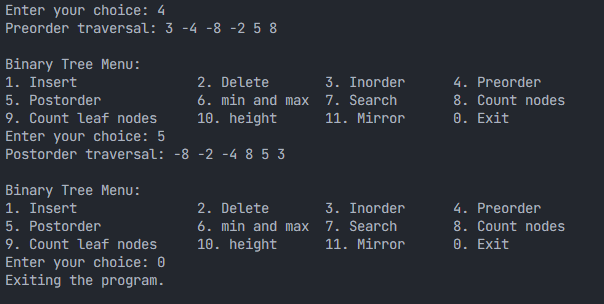 Enter your choice: 4
Preorder traversal: 3 -4 -8 -2 5 8
Binary Tree Menu:
1. Insert 2. Delete 3. Inorder 4. Preorder
5. Postorder 6. min and max 7. Search 8. Count nodes
9. Count leaf nodes 10. height 11. Mirror 0. Exit
Enter your choice: 5
Postorder traversal: -8 -2 -4 8 5 3
Binary Tree Menu:
1. Insert 2. Delete 3. Inorder 4. Preorder
5. Postorder 6. min and max 7. Search 8. Count nodes
9. Count leaf nodes 10. height 11. Mirror 0. Exit
Enter your choice: 0
Exiting the program.